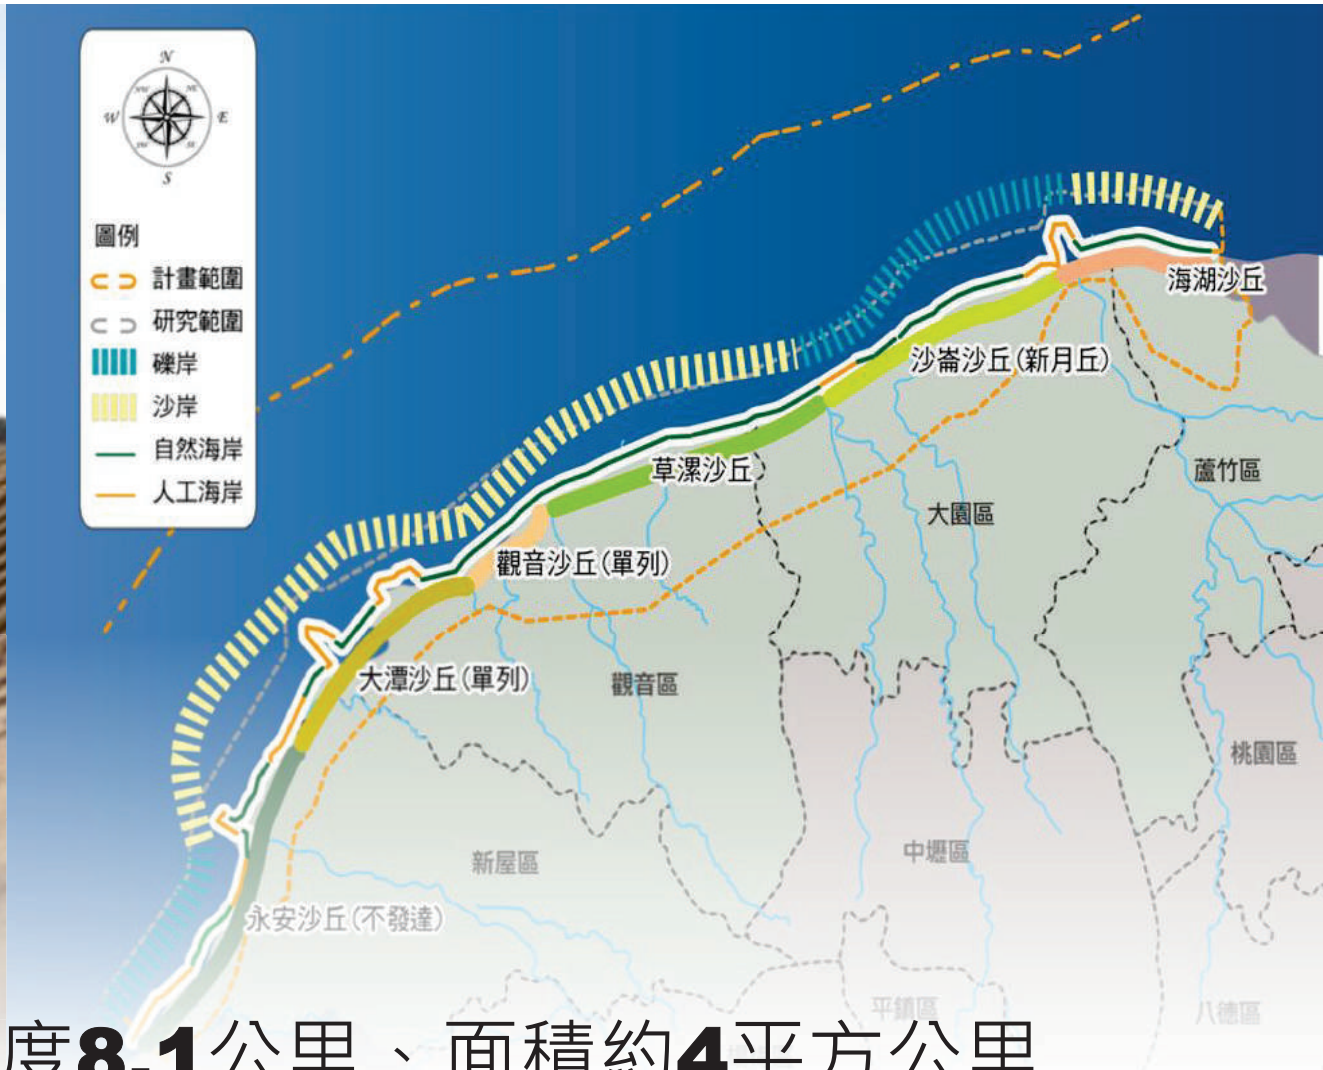 N
NW
NE
W
E
SW
SE
S
圖例
計畫範圍
研究範圍
礫岸
沙岸
自然海岸
人工海岸
海湖沙丘
沙崙沙丘(新月丘)
蘆竹區
草漯沙丘
大園區
觀音沙丘(單列)
大潭沙丘(單列)
觀音區
桃園區
中壢區
新屋區
永安沙丘(不發達)
平鎮區
八德區
度8.1公里、面積約4平方公里